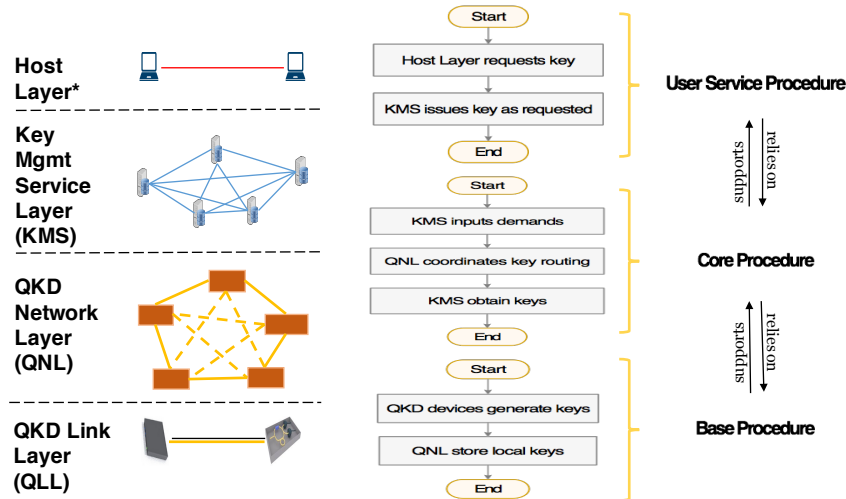 Host
Layer*
Key
Mgmt
Service
Layer
(KMS)
QKD
Network
Layer
(QNL)
QKD Link
Layer
(QLL)
Start
Host Layer requests key
KMS issues key as requested
End
Start
KMS inputs demands
QNL coordinates key routing
KMS obtain keys
End
Start
QKD devices generate keys
QNL store local keys
End
User Service Procedure
supports
relies on
Core Procedure
supports
relies on
Base Procedure